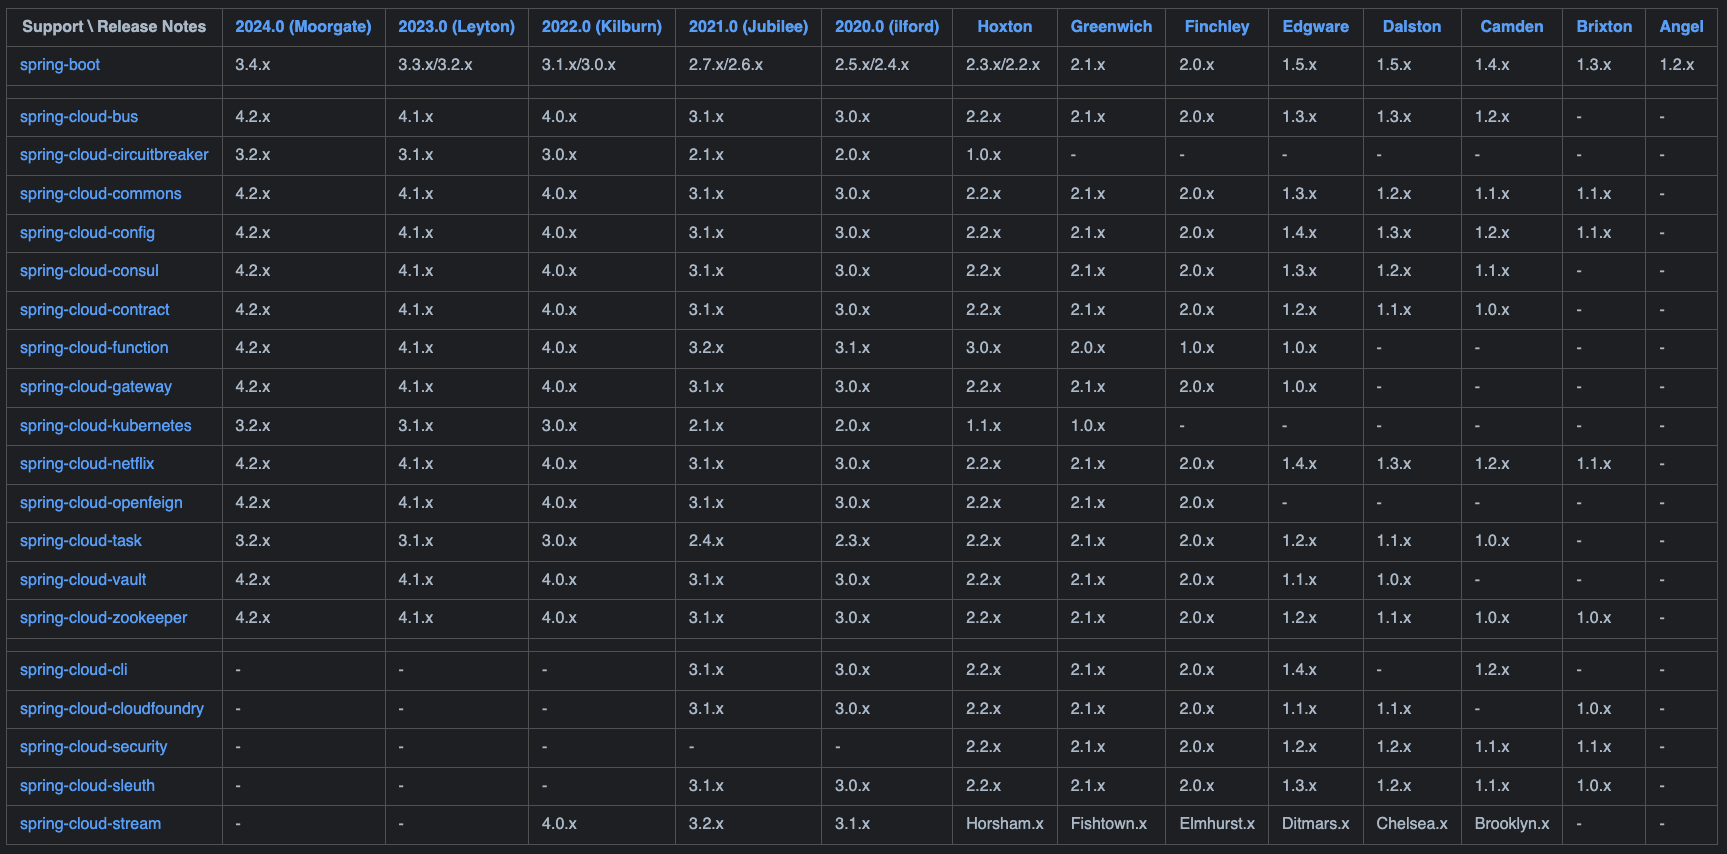 Support \ Release Notes 2024.0 (Moorgate) 2023.0 (Leyton) 2022.0 (Kilburn) 2021.0 (Jubilee) 2020.0 (ilford) Hoxton Greenwich Finchley Edgware Dalston Camden Brixton Angel
spring-boot 3.4.x 3.3.x/3.2.x 3.1.x/3.0.x 2.7.x/2.6.x 2.5.x/2.4.x 2.3.x/2.2.x 2.1.x 2.0.x 1.5.x 1.5.x 1.4.x 1.3.x 1.2.x
spring-cloud-bus 4.2.x 4.1.x 4.0.x 3.1.x 3.0.x 2.2.x 2.1.x 2.0.x 1.3.x 1.3.x 1.2.x - -
spring-cloud-circuitbreaker 3.2.x 3.1.x 3.0.x 2.1.x 2.0.x 1.0.x - - - - - - -
spring-cloud-commons 4.2.x 4.1.x 4.0.x 3.1.x 3.0.x 2.2.x 2.1.x 2.0.x 1.3.x 1.2.x 1.1.x 1.1.x -
spring-cloud-config 4.2.x 4.1.x 4.0.x 3.1.x 3.0.x 2.2.x 2.1.x 2.0.x 1.4.x 1.3.x 1.2.x 1.1.x -
spring-cloud-consul 4.2.x 4.1.x 4.0.x 3.1.x 3.0.x 2.2.x 2.1.x 2.0.x 1.3.x 1.2.x 1.1.x - -
spring-cloud-contract 4.2.x 4.1.x 4.0.x 3.1.x 3.0.x 2.2.x 2.1.x 2.0.x 1.2.x 1.1.x 1.0.x - -
spring-cloud-function 4.2.x 4.1.x 4.0.x 3.2.x 3.1.x 3.0.x 2.0.x 1.0.x 1.0.x - - - -
spring-cloud-gateway 4.2.x 4.1.x 4.0.x 3.1.x 3.0.x 2.2.x 2.1.x 2.0.x 1.0.x - - - -
spring-cloud-kubernetes 3.2.x 3.1.x 3.0.x 2.1.x 2.0.x 1.1.x 1.0.x - - - - - -
spring-cloud-netflix 4.2.x 4.1.x 4.0.x 3.1.x 3.0.x 2.2.x 2.1.x 2.0.x 1.4.x 1.3.x 1.2.x 1.1.x -
spring-cloud-openfeign 4.2.x 4.1.x 4.0.x 3.1.x 3.0.x 2.2.x 2.1.x 2.0.x - - - - -
spring-cloud-task 3.2.x 3.1.x 3.0.x 2.4.x 2.3.x 2.2.x 2.1.x 2.0.x 1.2.x 1.1.x 1.0.x - -
spring-cloud-vault 4.2.x 4.1.x 4.0.x 3.1.x 3.0.x 2.2.x 2.1.x 2.0.x 1.1.x 1.0.x - - -
spring-cloud-zookeeper 4.2.x 4.1.x 4.0.x 3.1.x 3.0.x 2.2.x 2.1.x 2.0.x 1.2.x 1.1.x 1.0.x 1.0.x -
spring-cloud-cli - - - 3.1.x 3.0.x 2.2.x 2.1.x 2.0.x 1.4.x - 1.2.x - -
spring-cloud-cloudfoundry - - - 3.1.x 3.0.x 2.2.x 2.1.x 2.0.x 1.1.x 1.1.x - 1.0.x -
spring-cloud-security - - - - - 2.2.x 2.1.x 2.0.x 1.2.x 1.2.x 1.1.x 1.1.x -
spring-cloud-sleuth - - - 3.1.x 3.0.x 2.2.x 2.1.x 2.0.x 1.3.x 1.2.x 1.1.x 1.0.x -
spring-cloud-stream - - 4.0.x 3.2.x 3.1.x Horsham.x Fishtown.x Elmhurst.x Ditmars.x Chelsea.x Brooklyn.x - -